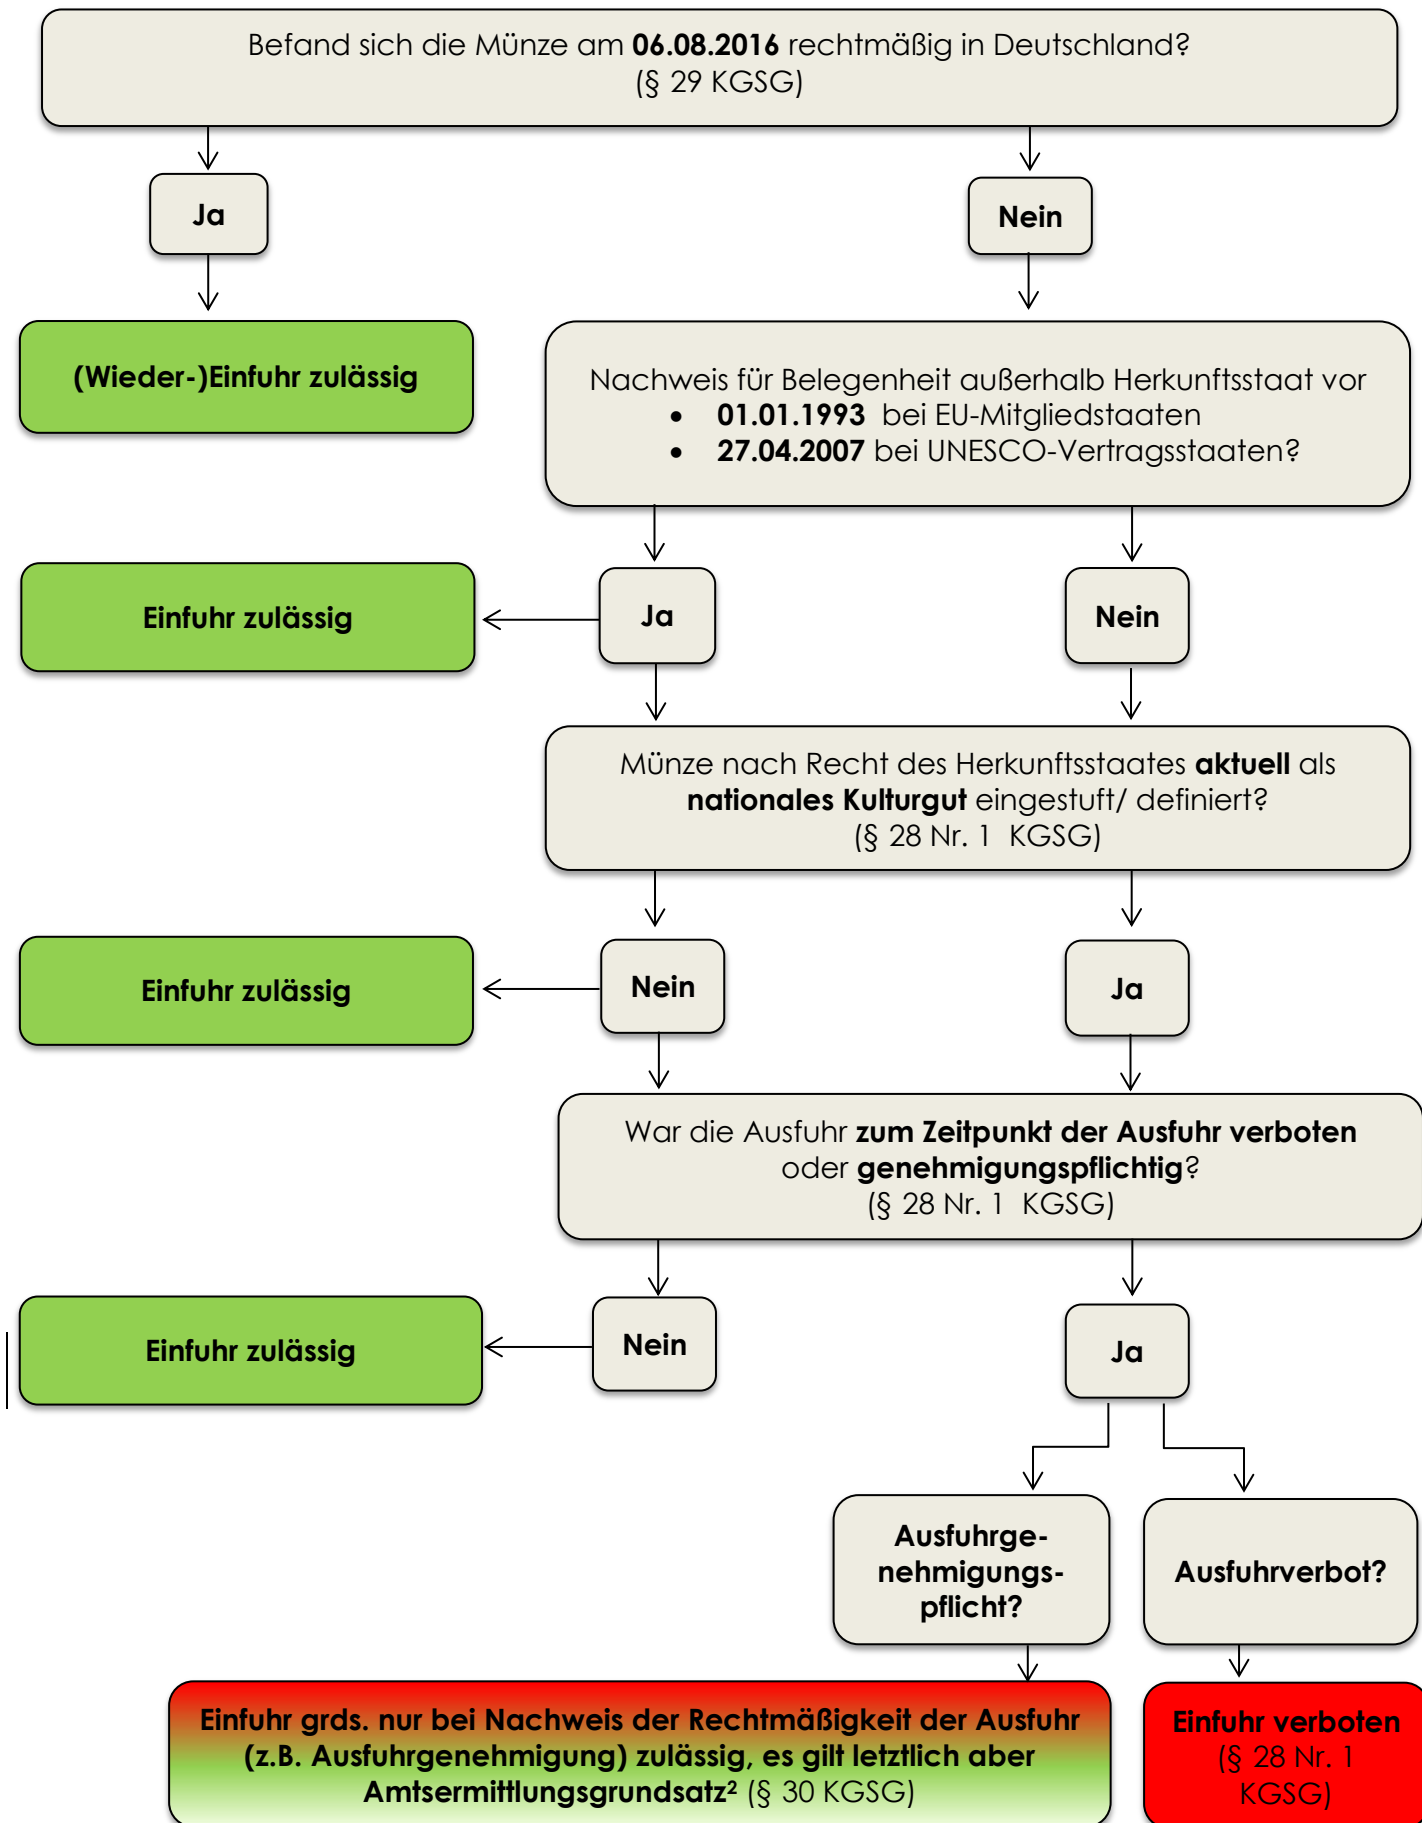 Befand sich die Münze am 06.08.2016 rechtmäßig in Deutschland?
(§ 29 KGSG)
Ja
Nein
(Wieder-)Einfuhr zulässig
Nachweis für Belegenheit außerhalb Herkunftsstaat vor
• 01.01.1993 bei EU-Mitgliedstaaten
• 27.04.2007 bei UNESCO-Vertragsstaaten?
Einfuhr zulässig
Ja
Nein
Münze nach Recht des Herkunftsstaates aktuell als
nationales Kulturgut eingestuft/ definiert?
(§ 28 Nr. 1 KGSG)
Einfuhr zulässig
Nein
Ja
War die Ausfuhr zum Zeitpunkt der Ausfuhr verboten
oder genehmigungspflichtig?
(§ 28 Nr. 1 KGSG)
Einfuhr zulässig
Nein
Ja
Ausfuhrge-
nehmigungs-
pflicht?
Ausfuhrverbot?
Einfuhr grds. nur bei Nachweis der Rechtmäßigkeit der Ausfuhr
(z.B. Ausfuhrgenehmigung) zulässig, es gilt letztlich aber
Amtsermittlungsgrundsatz² (§ 30 KGSG)
Einfuhr verboten
(§ 28 Nr. 1
KGSG)